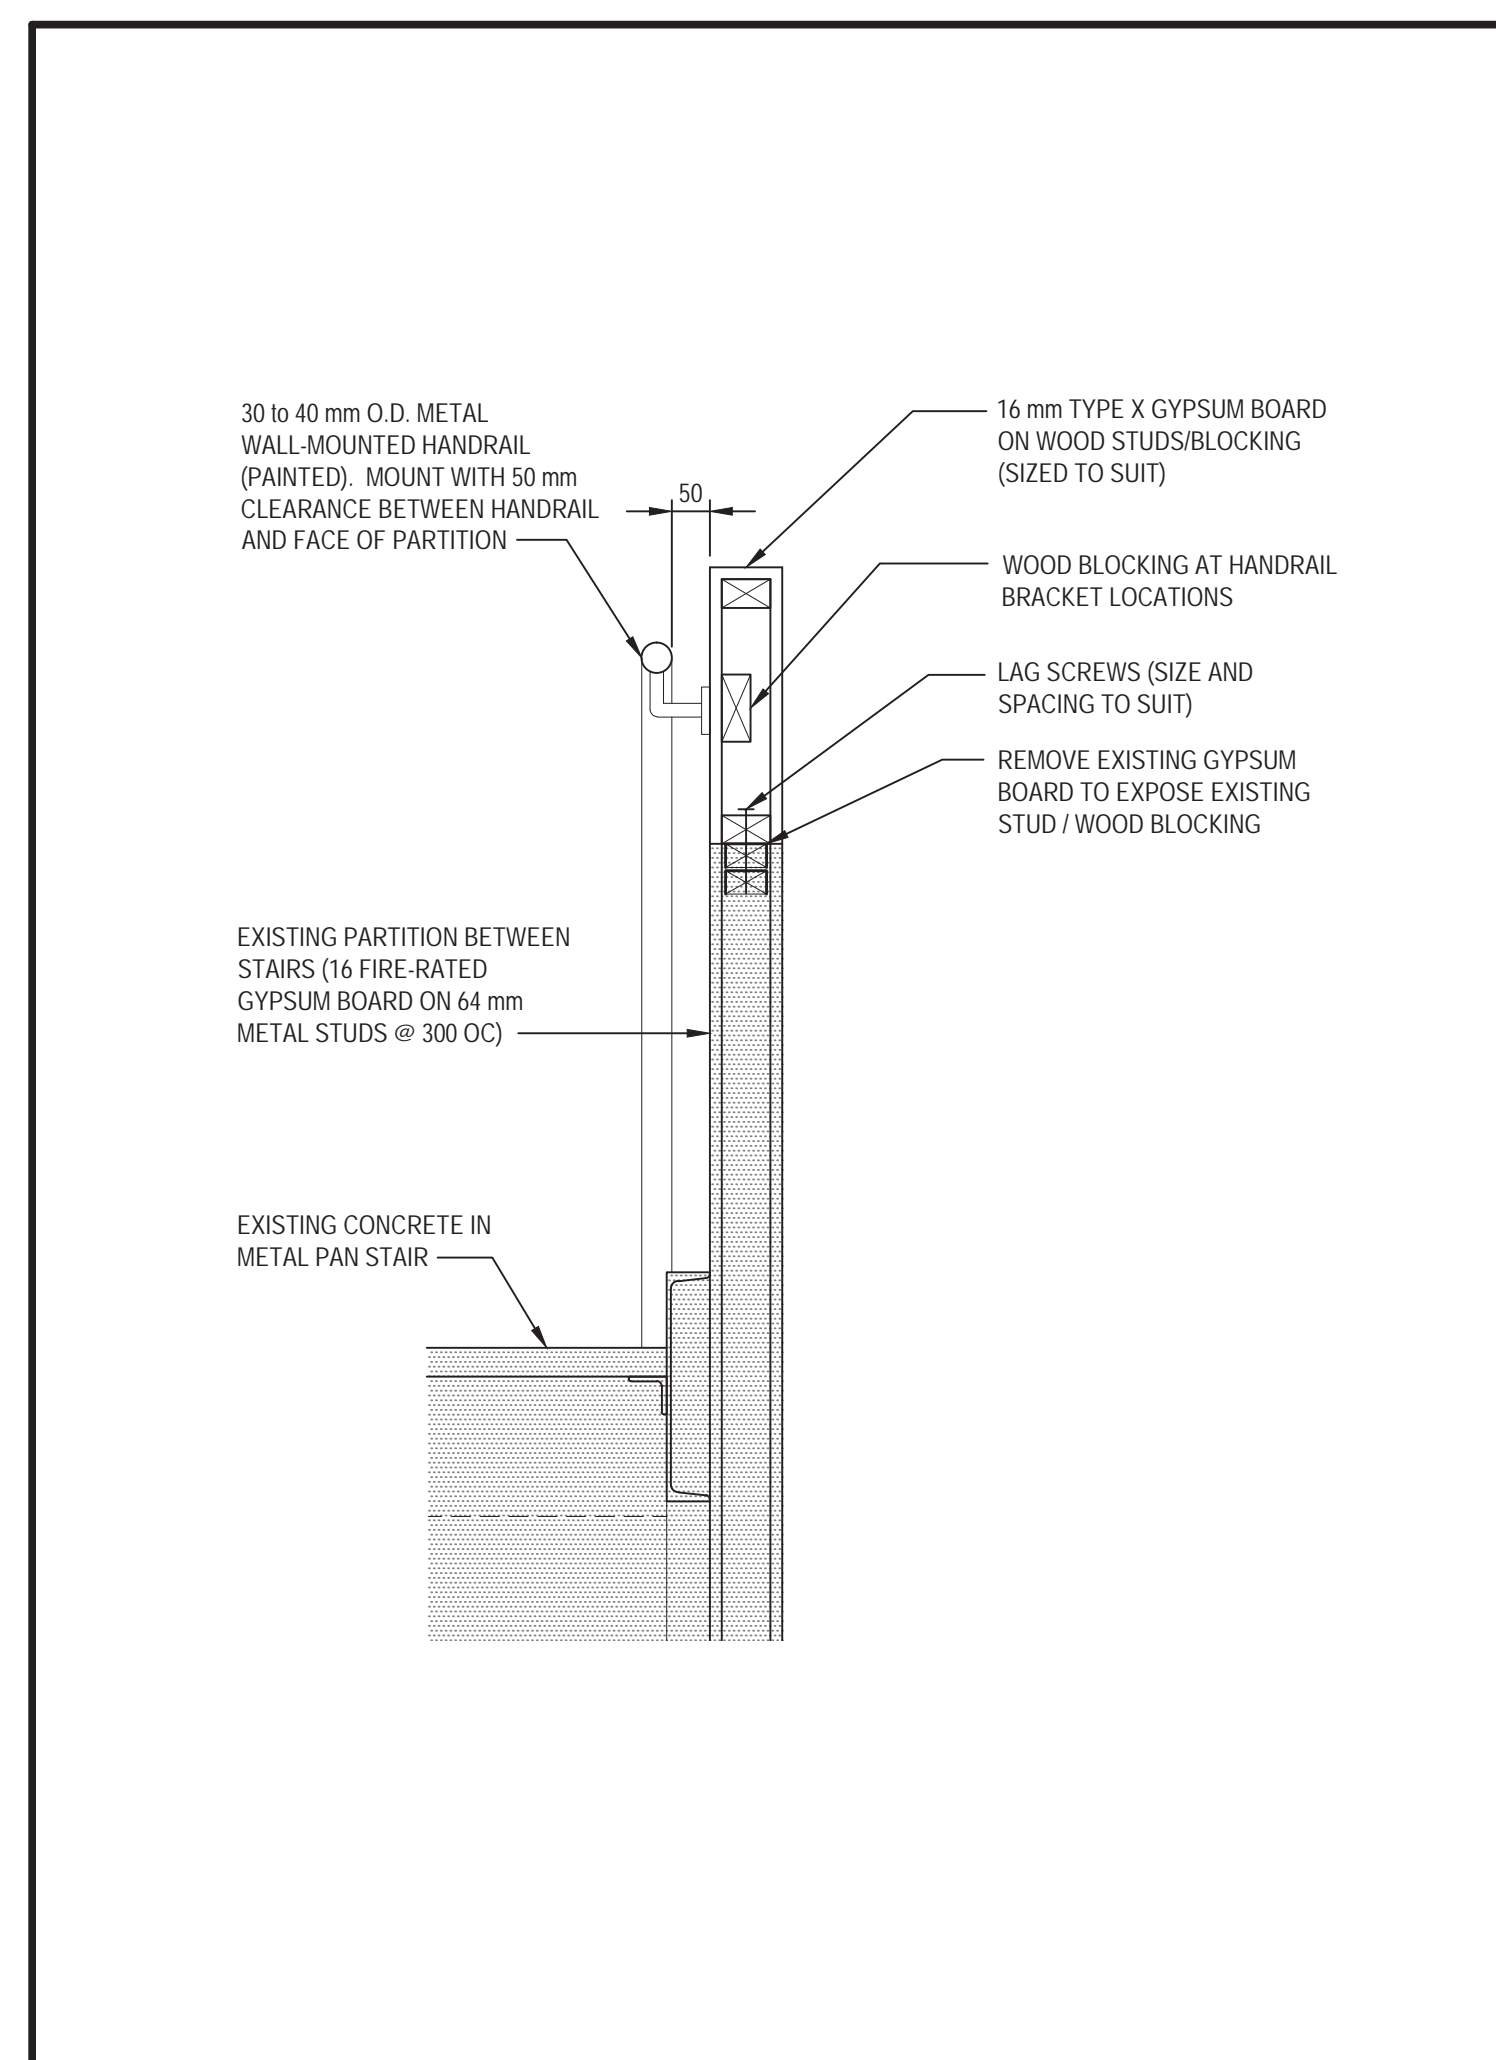 30 to 40 mm O.D. METAL
WALL-MOUNTED HANDRAIL
(PAINTED).  MOUNT WITH 50 mm
CLEARANCE BETWEEN HANDRAIL
AND FACE OF PARTITION
50
16 mm TYPE X GYPSUM BOARD
ON WOOD STUDS/BLOCKING
(SIZED TO SUIT)
WOOD BLOCKING AT HANDRAIL
BRACKET LOCATIONS
LAG SCREWS (SIZE AND
SPACING TO SUIT)
REMOVE EXISTING GYPSUM
BOARD TO EXPOSE EXISTING
STUD / WOOD BLOCKING
EXISTING PARTITION BETWEEN
STAIRS (16 FIRE-RATED
GYPSUM BOARD ON 64 mm
METAL STUDS @ 300 OC)
EXISTING CONCRETE IN
METAL PAN STAIR